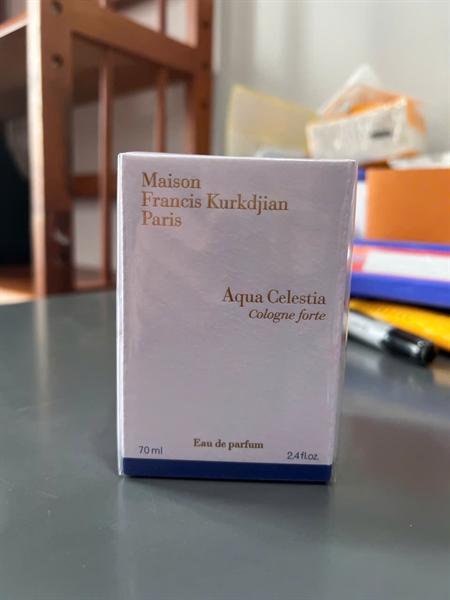 Maison
Francis Kurkdjian
Paris
Aqua Celestia
Cologne forte
Eau de parfum
70 ml 2.4 fl.oz.